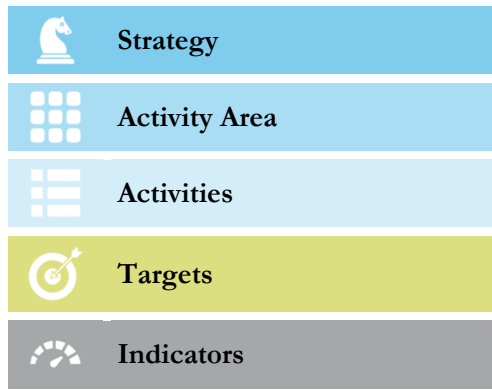 Strategy
Activity Area
Activities
Targets
Indicators